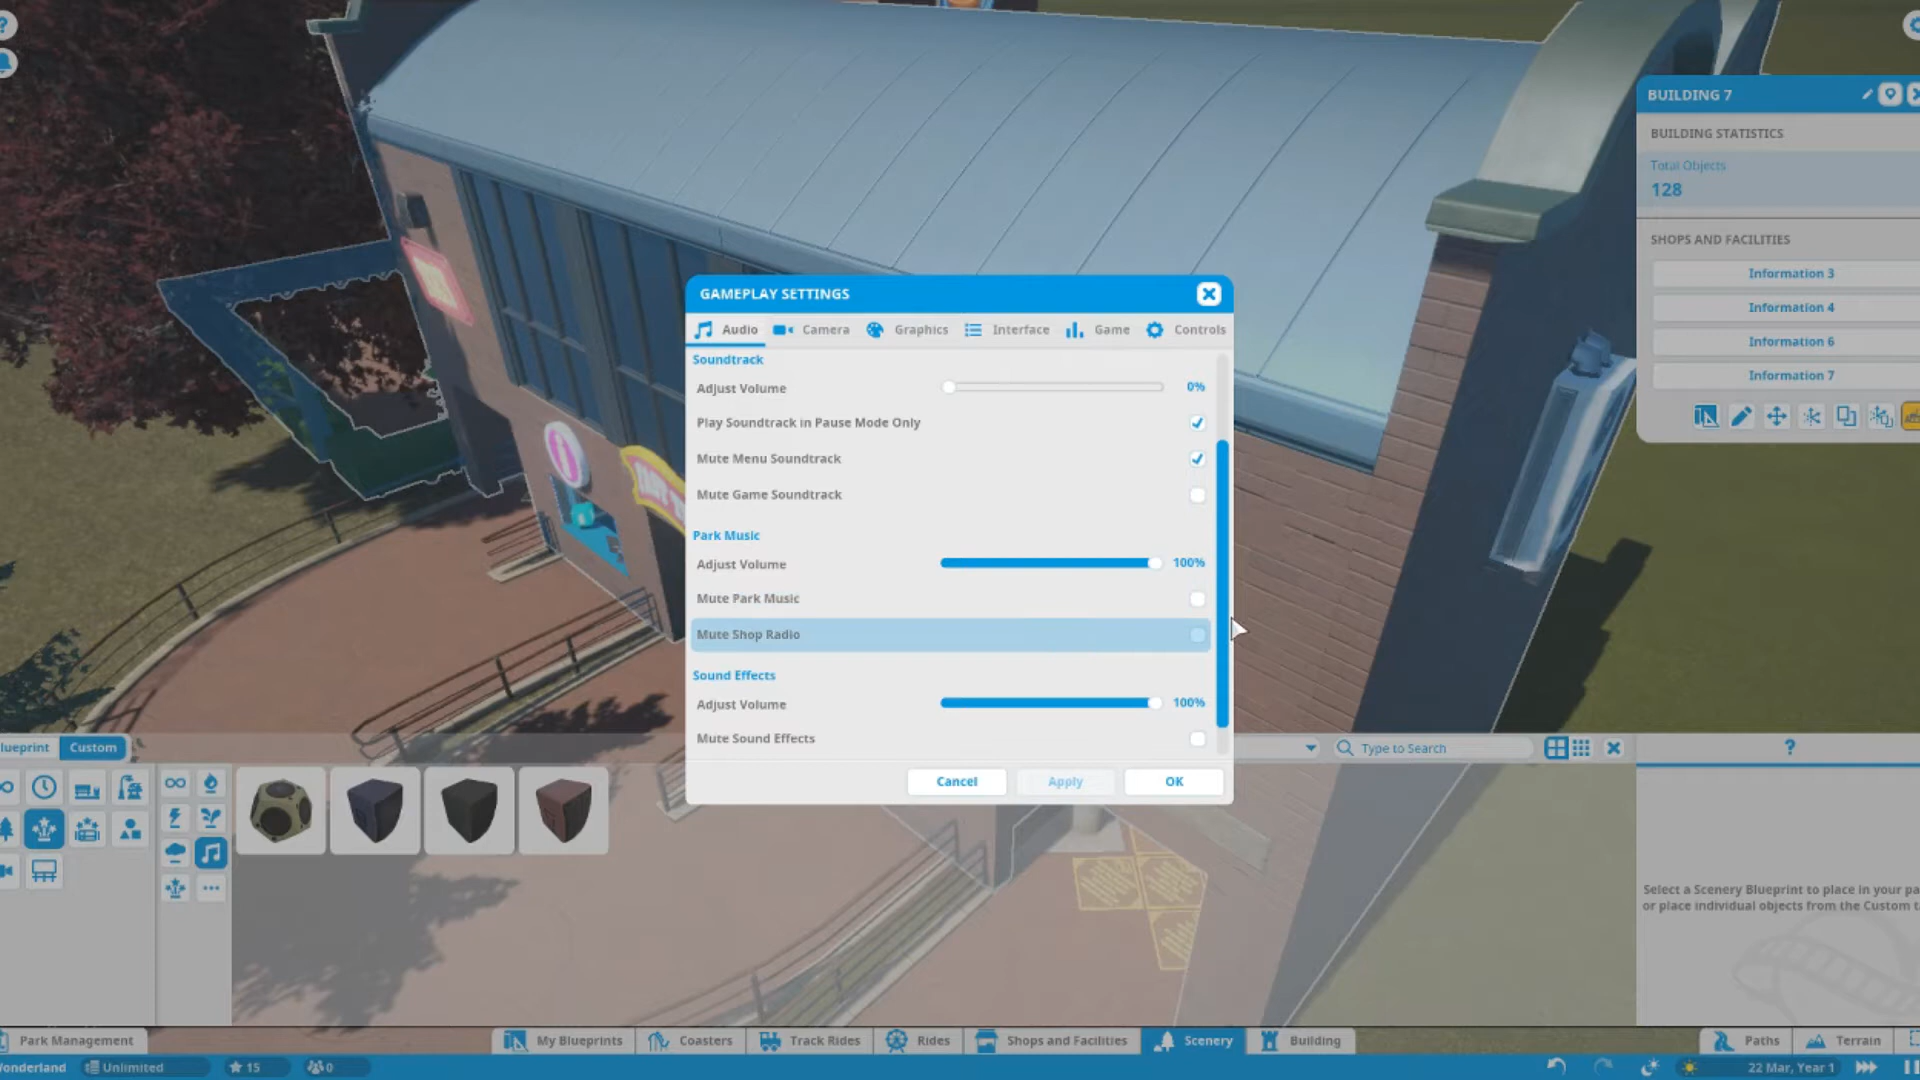 GAMEPLAY SETTINGS
Audio
Camera
Graphics
Interface
Game
Controls
Soundtrack
Adjust Volume
0%
Play Soundtrack in Pause Mode Only
Mute Menu Soundtrack
Mute Game Soundtrack
Park Music
Adjust Volume
100%
Mute Park Music
Mute Shop Radio
Sound Effects
Adjust Volume
100%
Mute Sound Effects
Cancel
Apply
OK
BUILDING 7
BUILDING STATISTICS
Total Objects
128
SHOPS AND FACILITIES
Information 3
Information 4
Information 6
Information 7
lueprint
Custom
Type to Search
?
Select a Scenery Blueprint to place in your pa
or place individual objects from the Custom t
Park Management
My Blueprints
Coasters
Track Rides
Rides
Shops and Facilities
Scenery
Building
Paths
Terrain
onderland
Unlimited
15
0
22 Mar, Year 1